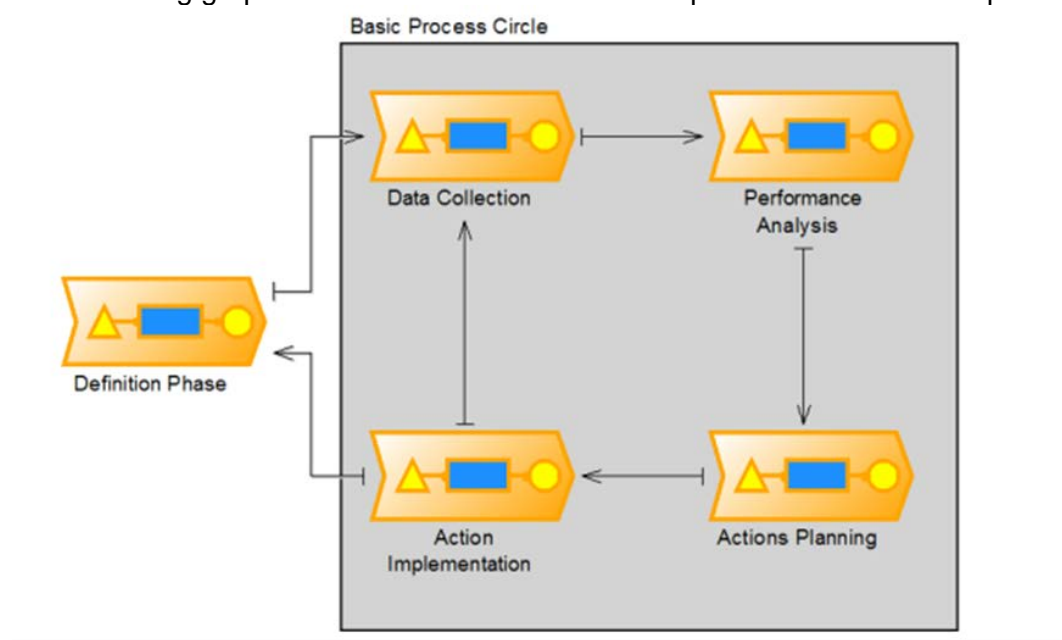 Basic Process Circle
Data Collection
Performance
Analysis
Definition Phase
Action
Implementation
Actions Planning